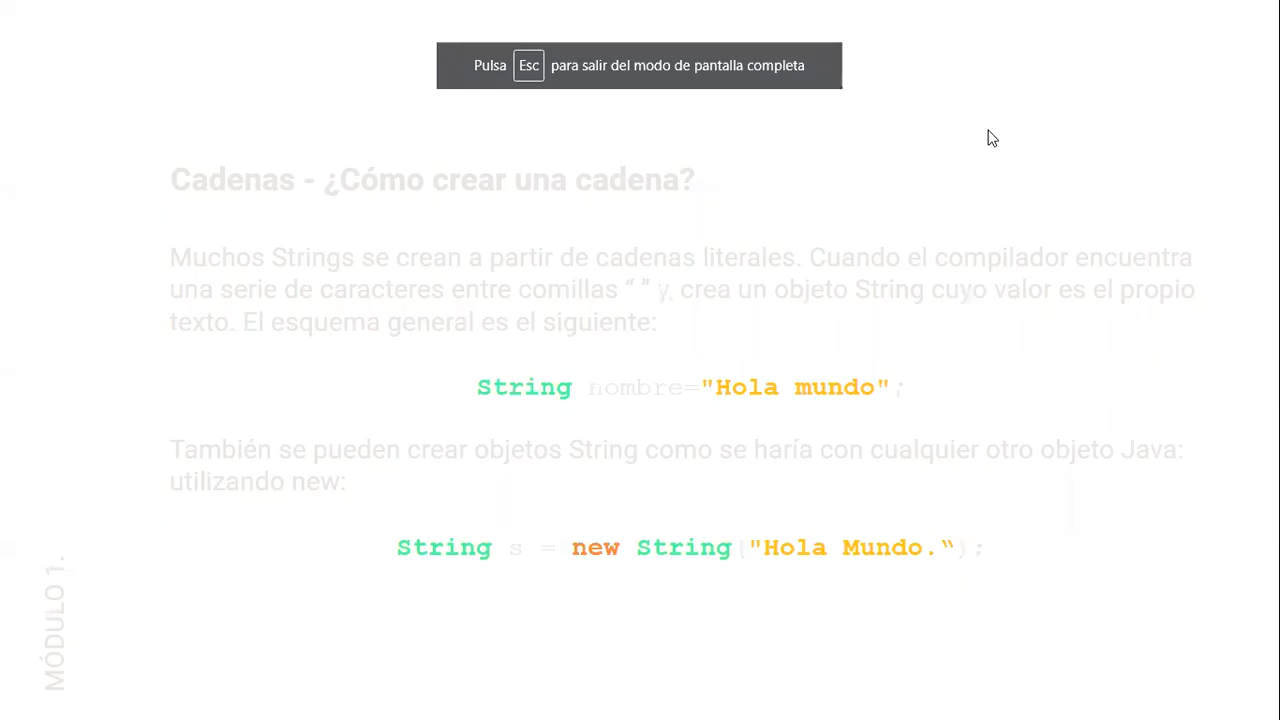 Pulsa Esc para salir del modo de pantalla completa
Cadenas - ¿Cómo crear una cadena?
Muchos Strings se crean a partir de cadenas literales. Cuando el compilador encuentra
una serie de caracteres entre comillas “ ” y, crea un objeto String cuyo valor es el propio
texto. El esquema general es el siguiente:
String nombre="Hola mundo";
También se pueden crear objetos String como se haría con cualquier otro objeto Java:
utilizando new:
String s = new String("Hola Mundo.“);
MÓDULO 1.